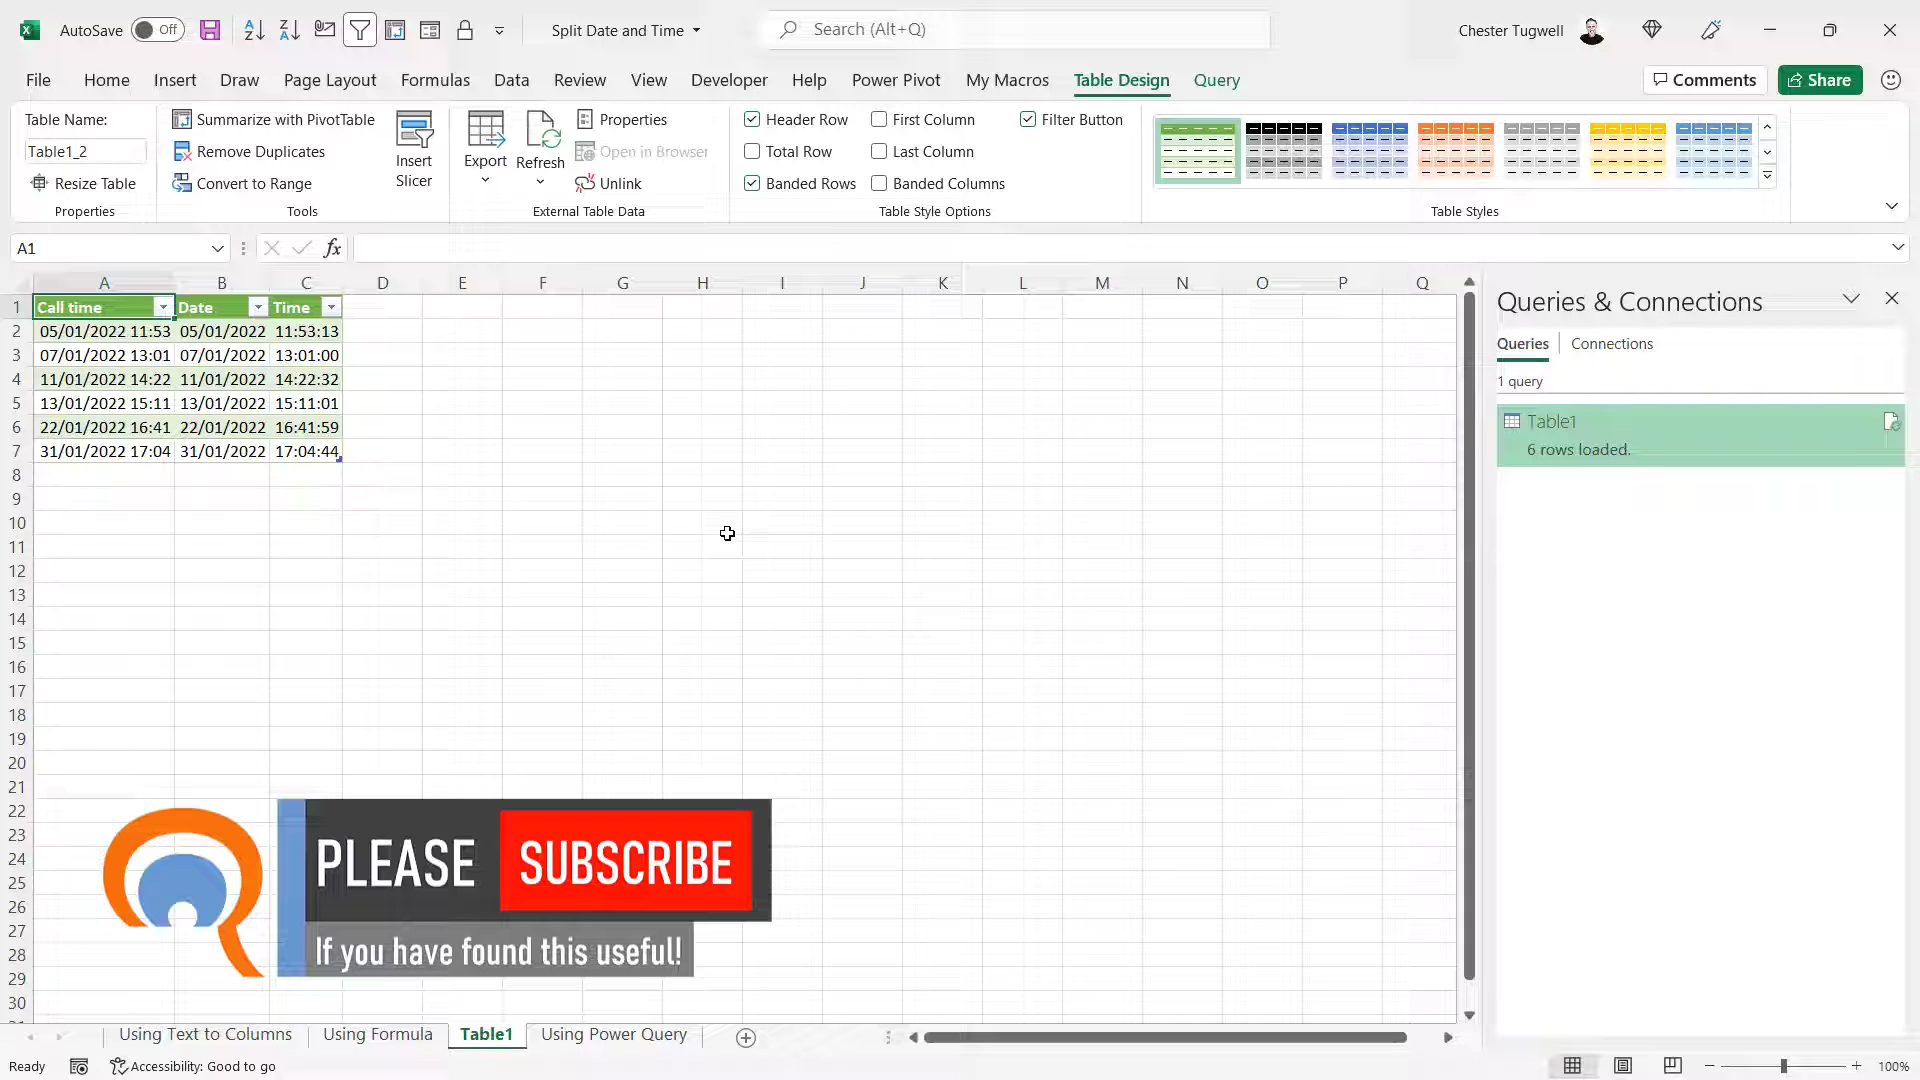 AutoSave Off Split Date and Time Search (Alt+Q) Chester Tugwell
File Home Insert Draw Page Layout Formulas Data Review View Developer Help Power Pivot My Macros Table Design Query Comments Share
Table Name:
Table1_2
Resize Table
Properties
Summarize with PivotTable
Remove Duplicates
Convert to Range
Tools
Insert Slicer
Export
Refresh
Properties
Open in Browser
Unlink
External Table Data
Header Row First Column Filter Button
Total Row Last Column
Banded Rows Banded Columns
Table Style Options
Table Styles
A1 fx
A B C D E F G H I J K L M N O P Q
1 Call time Date Time
2 05/01/2022 11:53 05/01/2022 11:53:13
3 07/01/2022 13:01 07/01/2022 13:01:00
4 11/01/2022 14:22 11/01/2022 14:22:32
5 13/01/2022 15:11 13/01/2022 15:11:01
6 22/01/2022 16:41 22/01/2022 16:41:59
7 31/01/2022 17:04 31/01/2022 17:04:44
8
9
10
11
12
13
14
15
16
17
18
19
20
21
22
23
24
25
26
27
28
29
30
Queries & Connections
Queries Connections
1 query
Table1
6 rows loaded.
PLEASE SUBSCRIBE
If you have found this useful!
Using Text to Columns Using Formula Table1 Using Power Query
Ready Accessibility: Good to go 100%